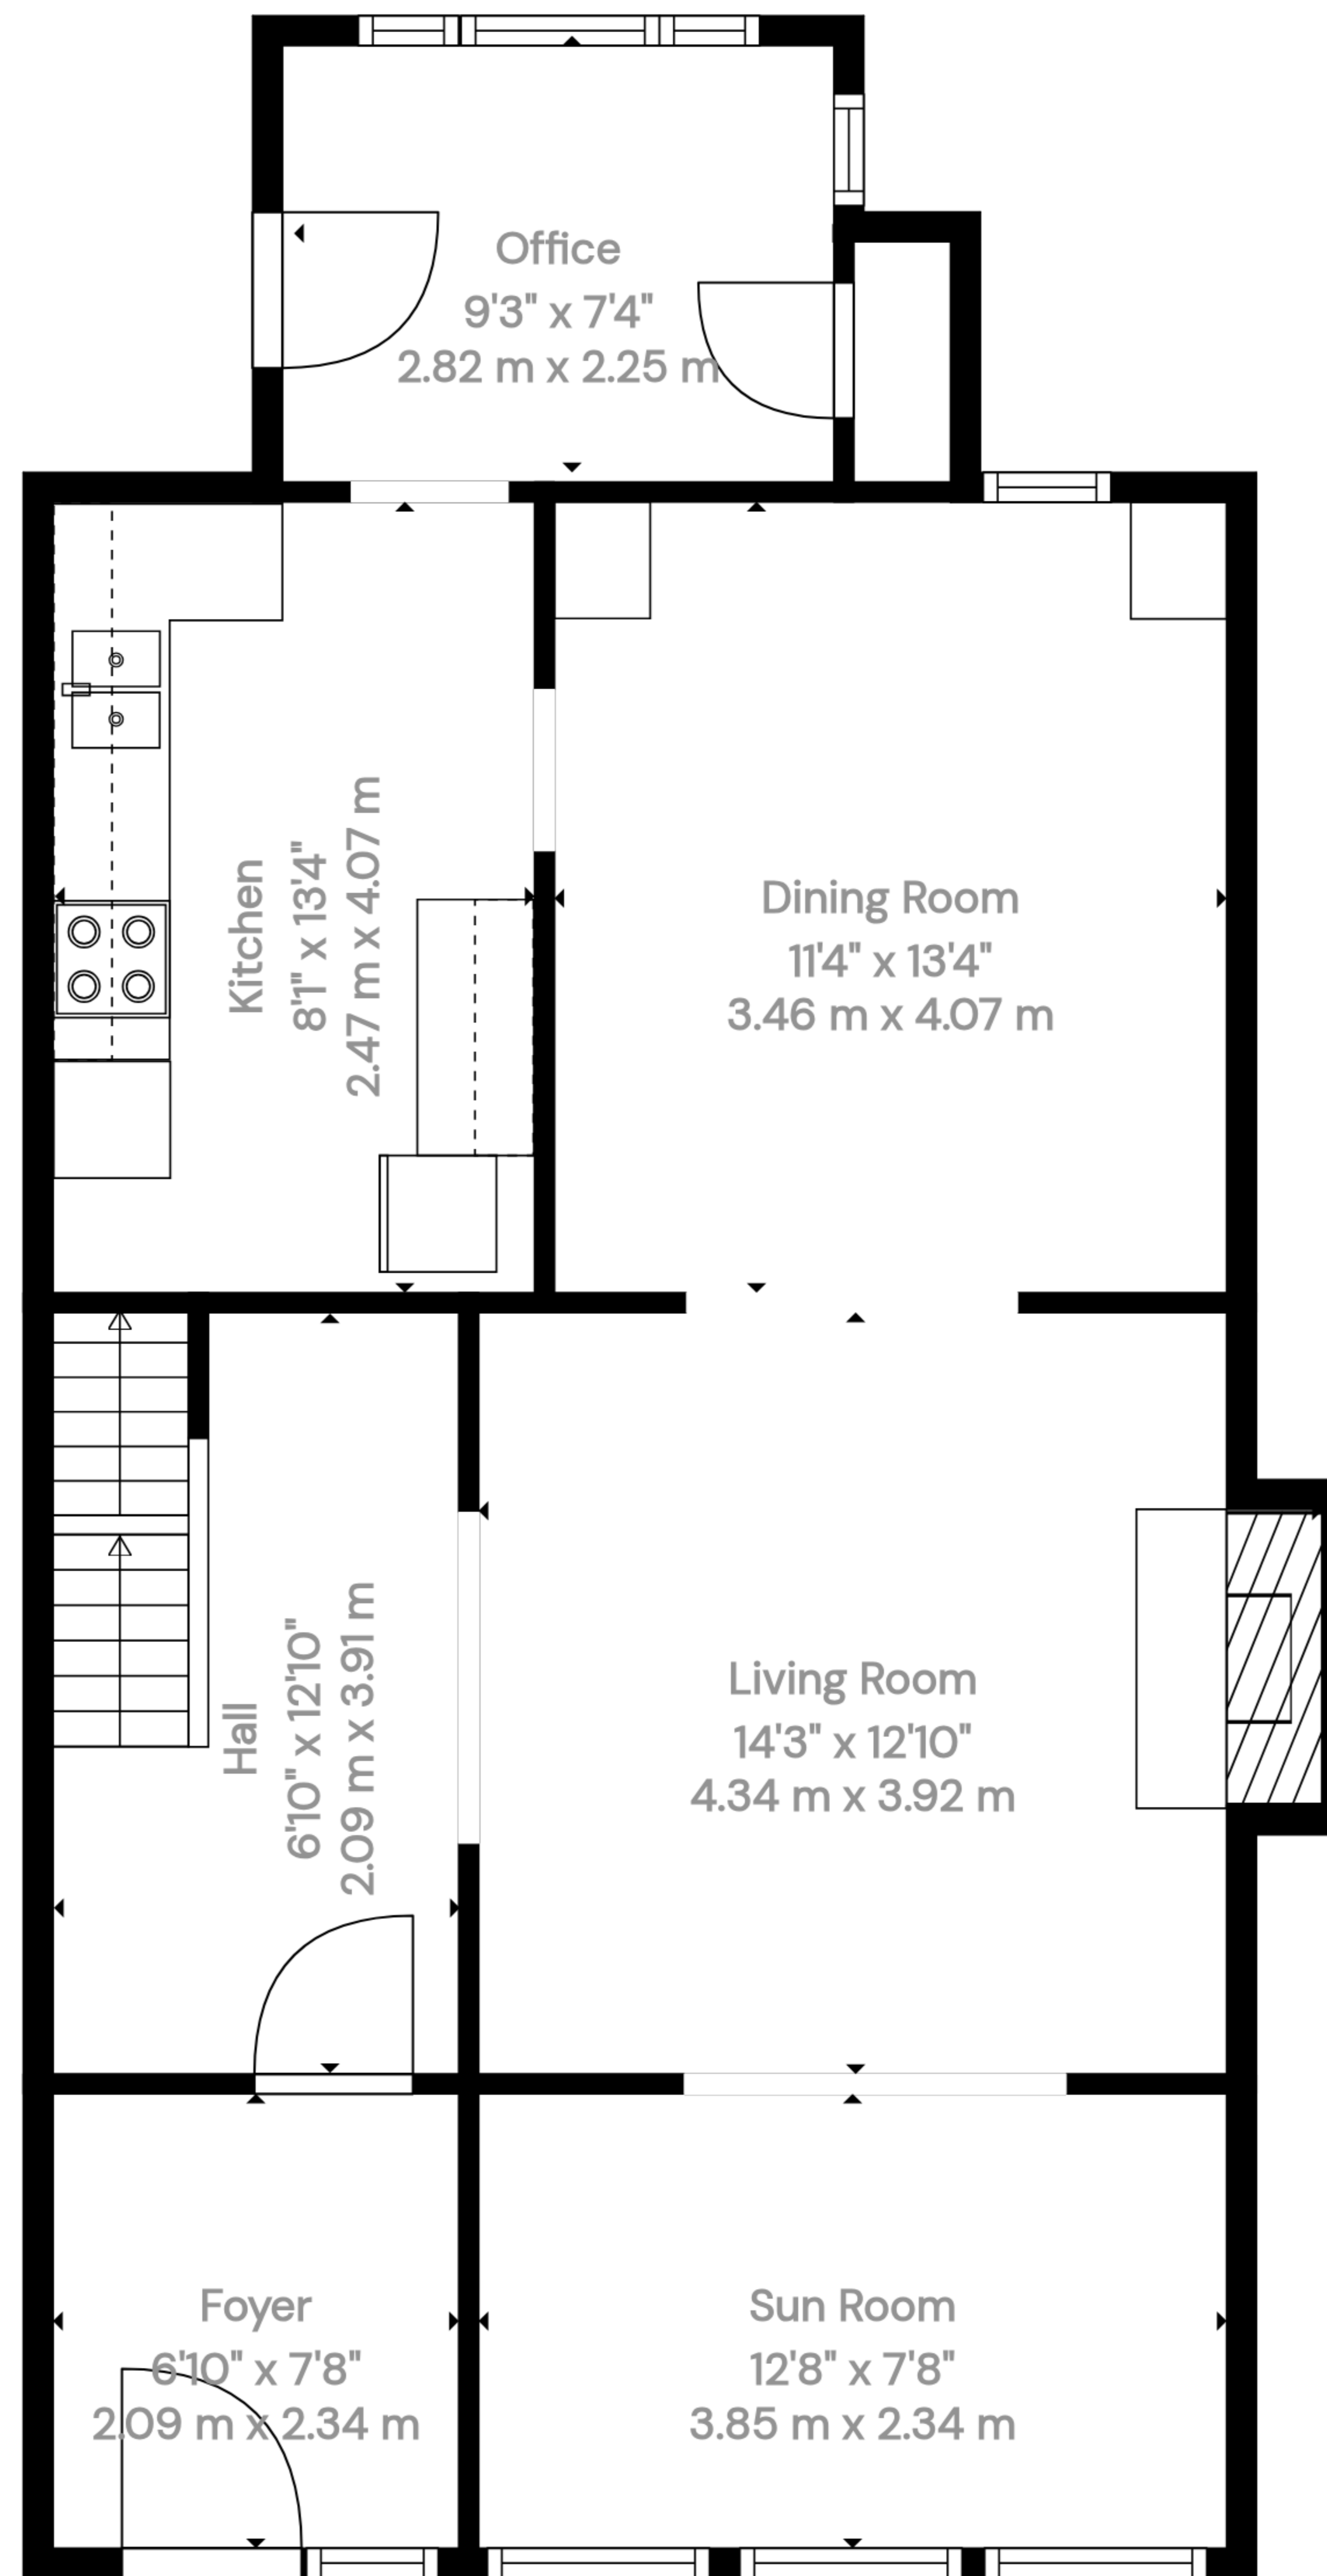 Office
9'3" x 7'4"
2.82 m x 2.25 m
Kitchen
8'1" x 13'4"
2.47 m x 4.07 m
Dining Room
11'4" x 13'4"
3.46 m x 4.07 m
Hall
6'10" x 12'10"
2.09 m x 3.91 m
Living Room
14'3" x 12'10"
4.34 m x 3.92 m
Foyer
6'10" x 7'8"
2.09 m x 2.34 m
Sun Room
12'8" x 7'8"
3.85 m x 2.34 m